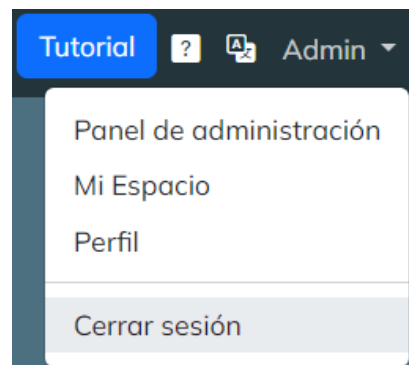 Tutorial ? A Admin
Panel de administración
Mi Espacio
Perfil
Cerrar sesión